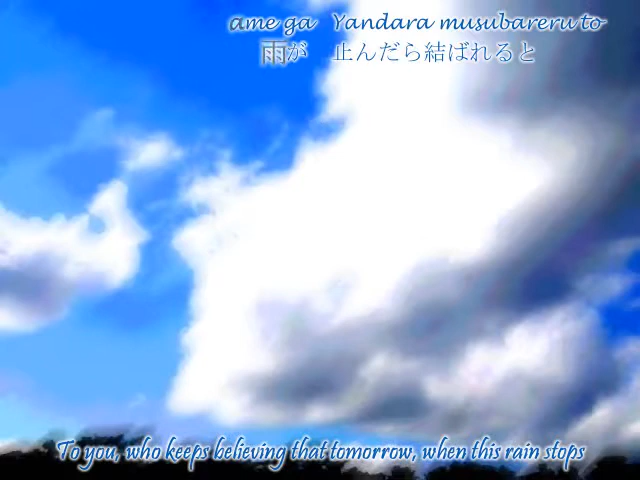 ame ga Yandara musubareru to
雨が 止んだら結ばれると
To you, who keeps believing that tomorrow, when this rain stops